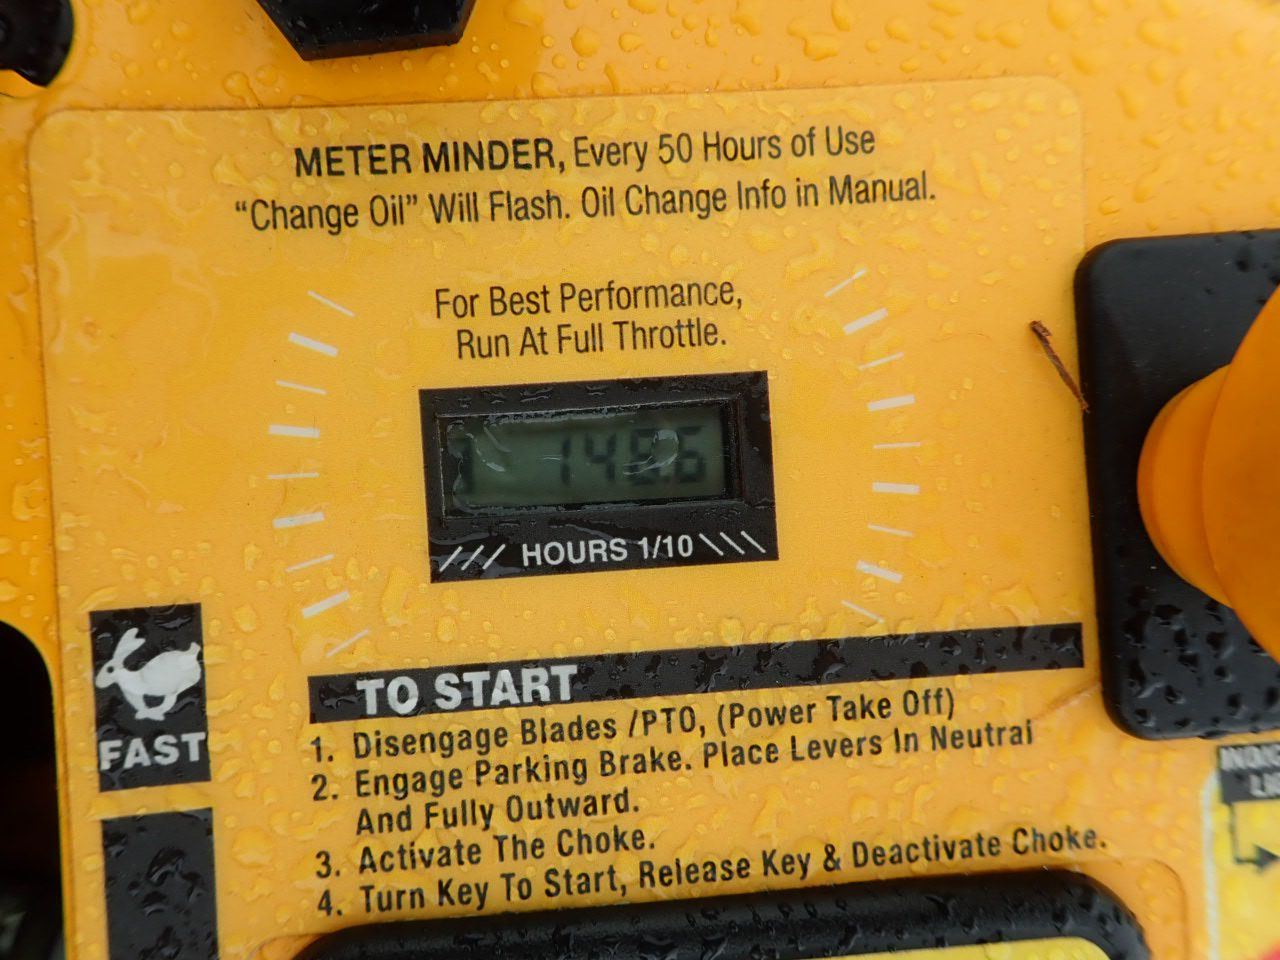 METER MINDER, Every 50 Hours of Use
“Change Oil” Will Flash. Oil Change Info in Manual.
For Best Performance,
Run At Full Throttle.
148.6
/// HOURS 1/10 \\\
FAST
TO START
1. Disengage Blades /PTO, (Power Take Off)
2. Engage Parking Brake. Place Levers In Neutral
And Fully Outward.
3. Activate The Choke.
4. Turn Key To Start, Release Key & Deactivate Choke.